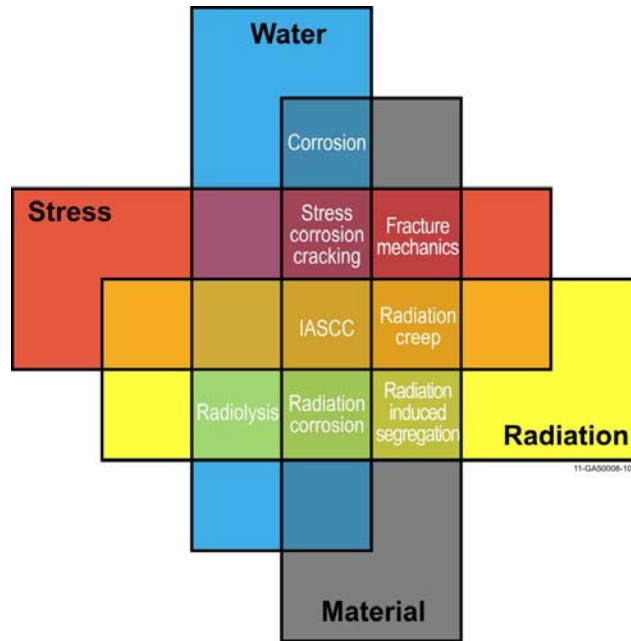 Water
Corrosion
Stress
Stress
corrosion
cracking
Fracture
mechanics
IASCC
Radiation
creep
Radiolysis
Radiation
corrosion
Radiation
induced
segregation
Radiation
11-GA50008-10
Material